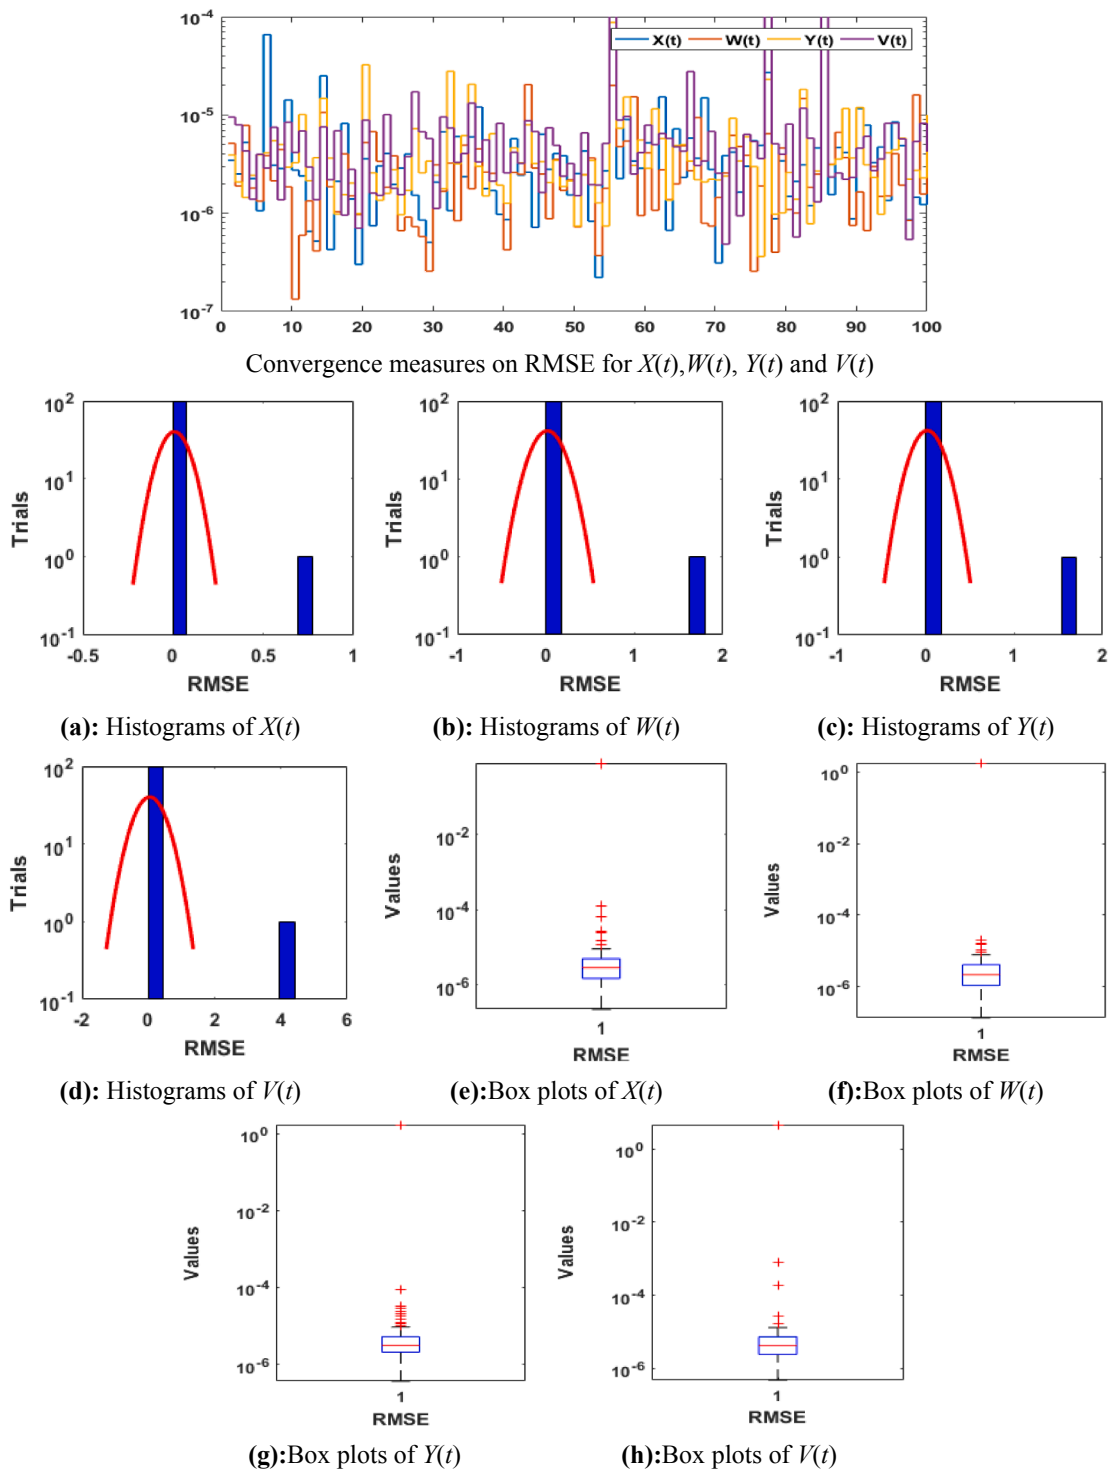 10^-4
X(t) W(t) Y(t) V(t)
10^-5
10^-6
10^-7
0 10 20 30 40 50 60 70 80 90 100
Convergence measures on RMSE for X(t),W(t), Y(t) and V(t)
10^2
10^1
10^0
10^-1
Trials
-0.5 0 0.5 1
RMSE
(a): Histograms of X(t)
10^2
10^1
10^0
10^-1
Trials
-1 0 1 2
RMSE
(b): Histograms of W(t)
10^2
10^1
10^0
10^-1
Trials
-1 0 1 2
RMSE
(c): Histograms of Y(t)
10^2
10^1
10^0
10^-1
Trials
-2 0 2 4 6
RMSE
(d): Histograms of V(t)
10^-2
10^-4
10^-6
Values
1
RMSE
(e):Box plots of X(t)
10^0
10^-2
10^-4
10^-6
Values
1
RMSE
(f):Box plots of W(t)
10^0
10^-2
10^-4
10^-6
Values
1
RMSE
(g):Box plots of Y(t)
10^0
10^-2
10^-4
10^-6
Values
1
RMSE
(h):Box plots of V(t)